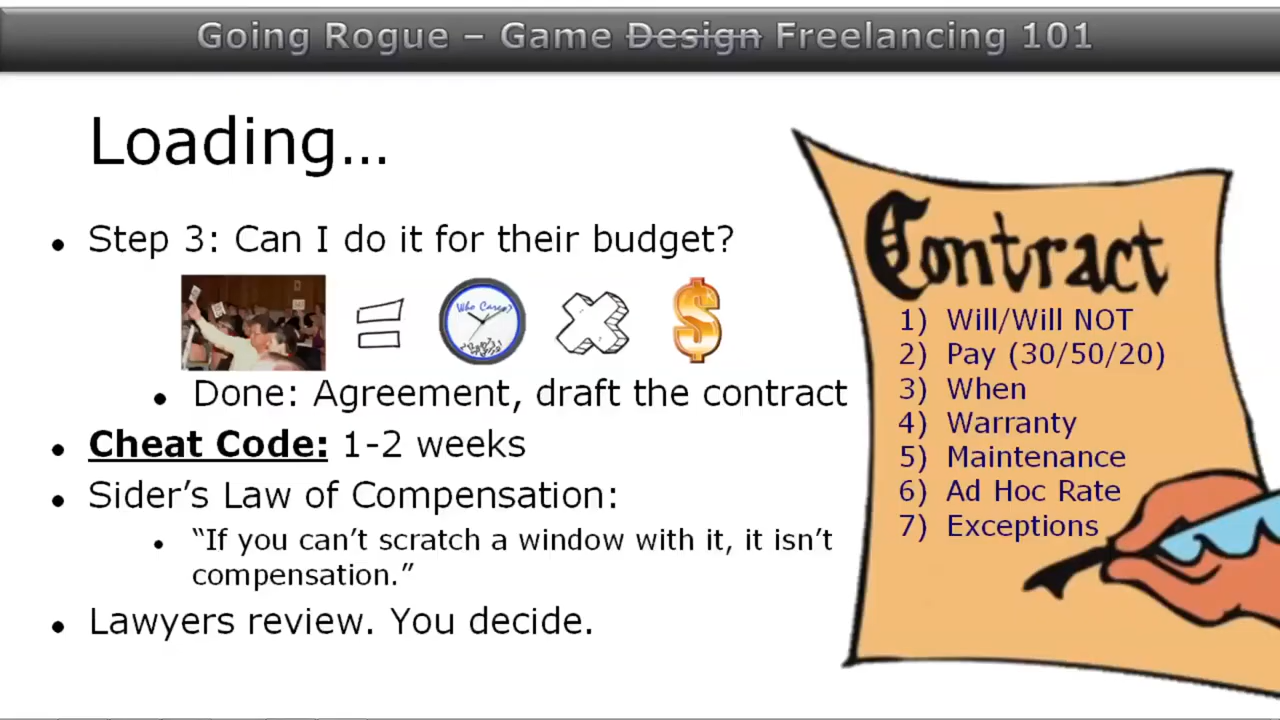 Going Rogue – Game Design Freelancing 101
Loading...
Step 3: Can I do it for their budget?
Who Cares?
Done: Agreement, draft the contract
Cheat Code: 1-2 weeks
Sider's Law of Compensation:
"If you can't scratch a window with it, it isn't
compensation."
Lawyers review. You decide.
Contract
1) Will/Will NOT
2) Pay (30/50/20)
3) When
4) Warranty
5) Maintenance
6) Ad Hoc Rate
7) Exceptions